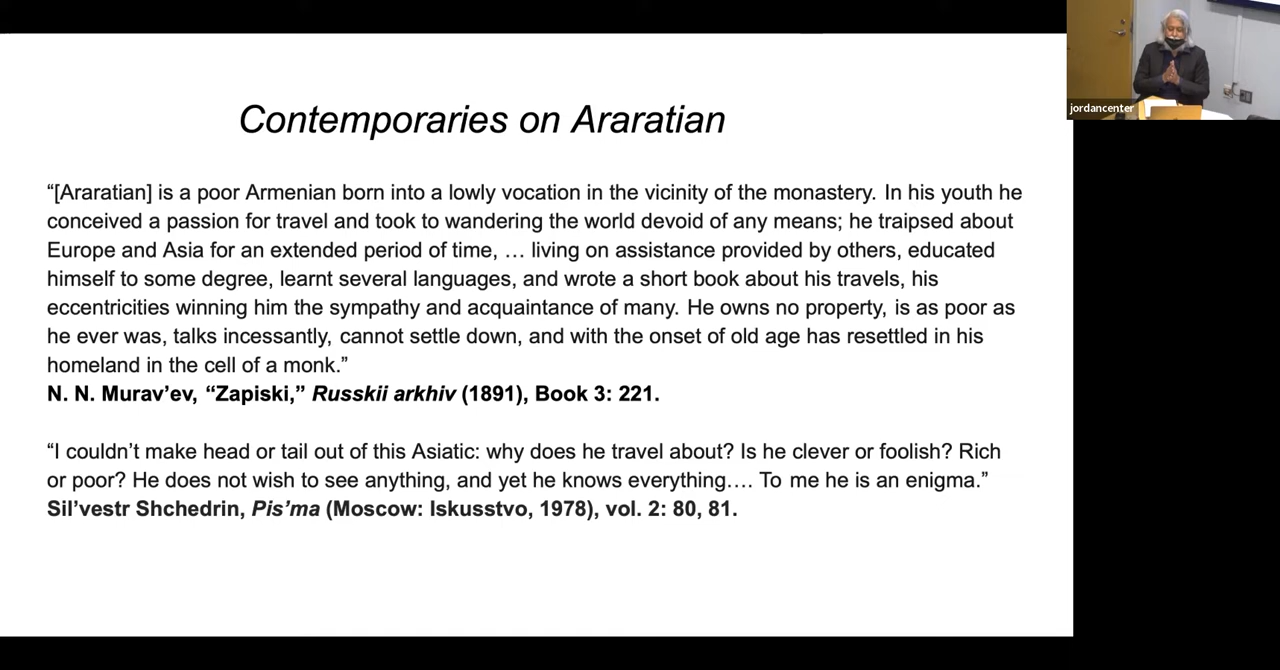 jordancenter
Contemporaries on Araratian
“[Araratian] is a poor Armenian born into a lowly vocation in the vicinity of the monastery. In his youth he
conceived a passion for travel and took to wandering the world devoid of any means; he traipsed about
Europe and Asia for an extended period of time, … living on assistance provided by others, educated
himself to some degree, learnt several languages, and wrote a short book about his travels, his
eccentricities winning him the sympathy and acquaintance of many. He owns no property, is as poor as
he ever was, talks incessantly, cannot settle down, and with the onset of old age has resettled in his
homeland in the cell of a monk.”
N. N. Murav’ev, “Zapiski,” Russkii arkhiv (1891), Book 3: 221.
“I couldn’t make head or tail out of this Asiatic: why does he travel about? Is he clever or foolish? Rich
or poor? He does not wish to see anything, and yet he knows everything…. To me he is an enigma.”
Sil’vestr Shchedrin, Pis’ma (Moscow: Iskusstvo, 1978), vol. 2: 80, 81.